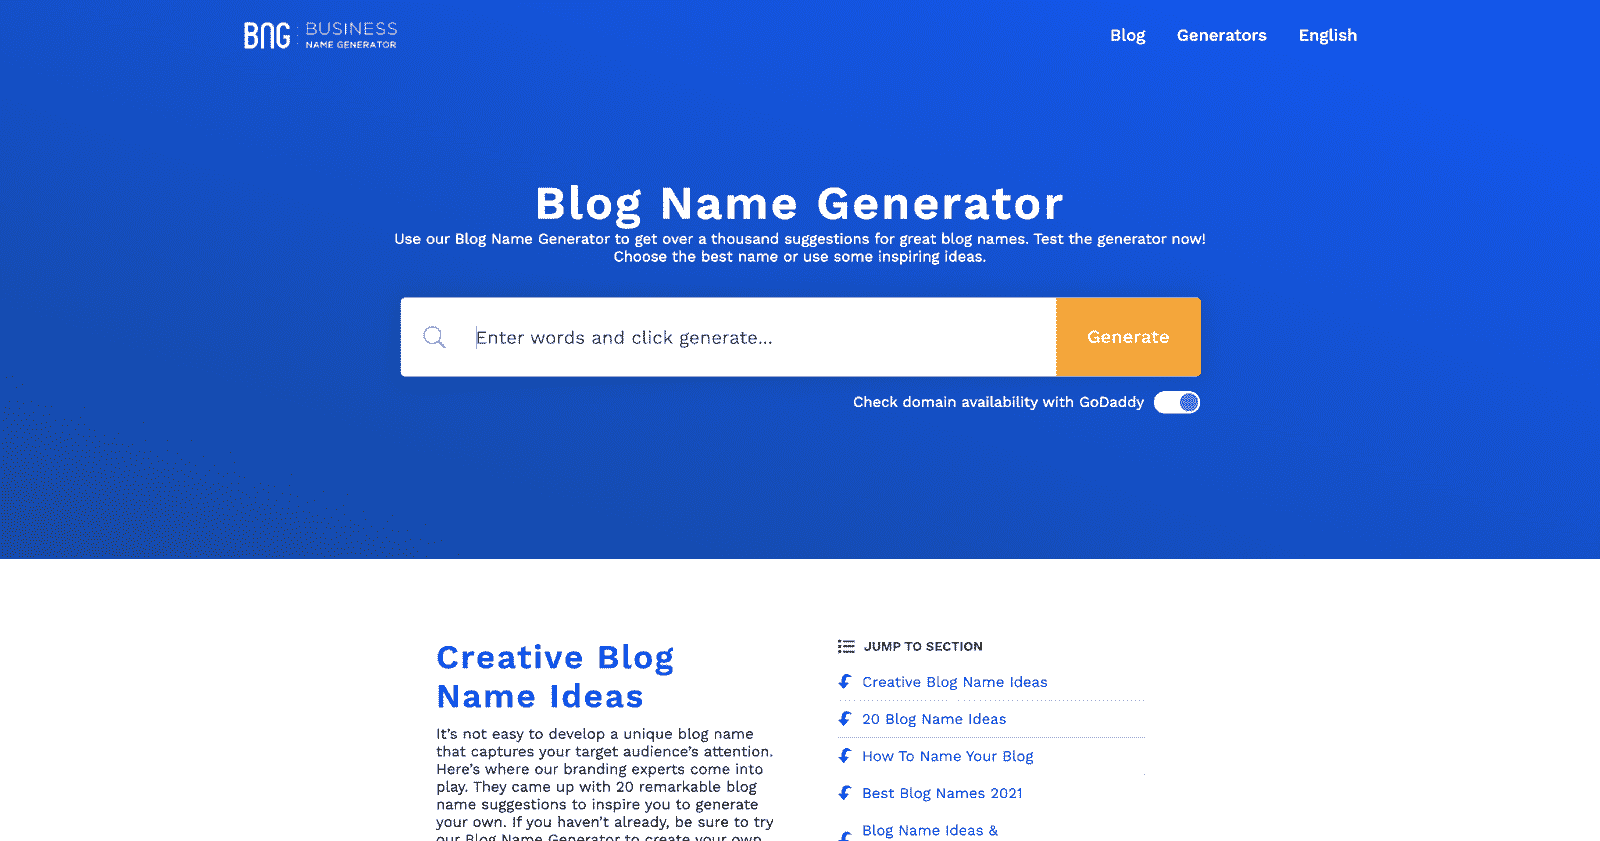 BNG BUSINESS
NAME GENERATOR
Blog Generators English
Blog Name Generator
Use our Blog Name Generator to get over a thousand suggestions for great blog names. Test the generator now!
Choose the best name or use some inspiring ideas.
Enter words and click generate...
Generate
Check domain availability with GoDaddy
Creative Blog
Name Ideas
It’s not easy to develop a unique blog name
that captures your target audience’s attention.
Here’s where our branding experts come into
play. They came up with 20 remarkable blog
name suggestions to inspire you to generate
your own. If you haven’t already, be sure to try
our Blog Name Generator to create your own
JUMP TO SECTION
Creative Blog Name Ideas
20 Blog Name Ideas
How To Name Your Blog
Best Blog Names 2021
Blog Name Ideas &